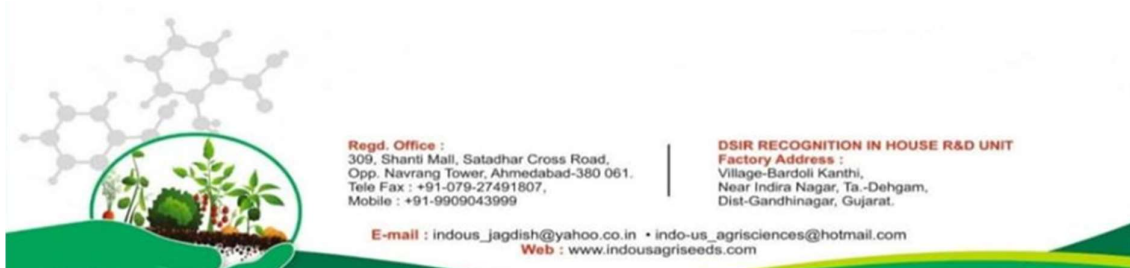 Regd. Office :
309, Shanti Mall, Satadhar Cross Road,
Opp. Navrang Tower, Ahmedabad-380 061.
Tele Fax : +91-079-27491807,
Mobile : +91-9909043999
DSIR RECOGNITION IN HOUSE R&D UNIT
Factory Address :
Village-Bardoli Kanthi,
Near Indira Nagar, Ta.-Dehgam,
Dist-Gandhinagar, Gujarat.
E-mail : indous_jagdish@yahoo.co.in • indo-us_agrisciences@hotmail.com
Web : www.indousagriseeds.com